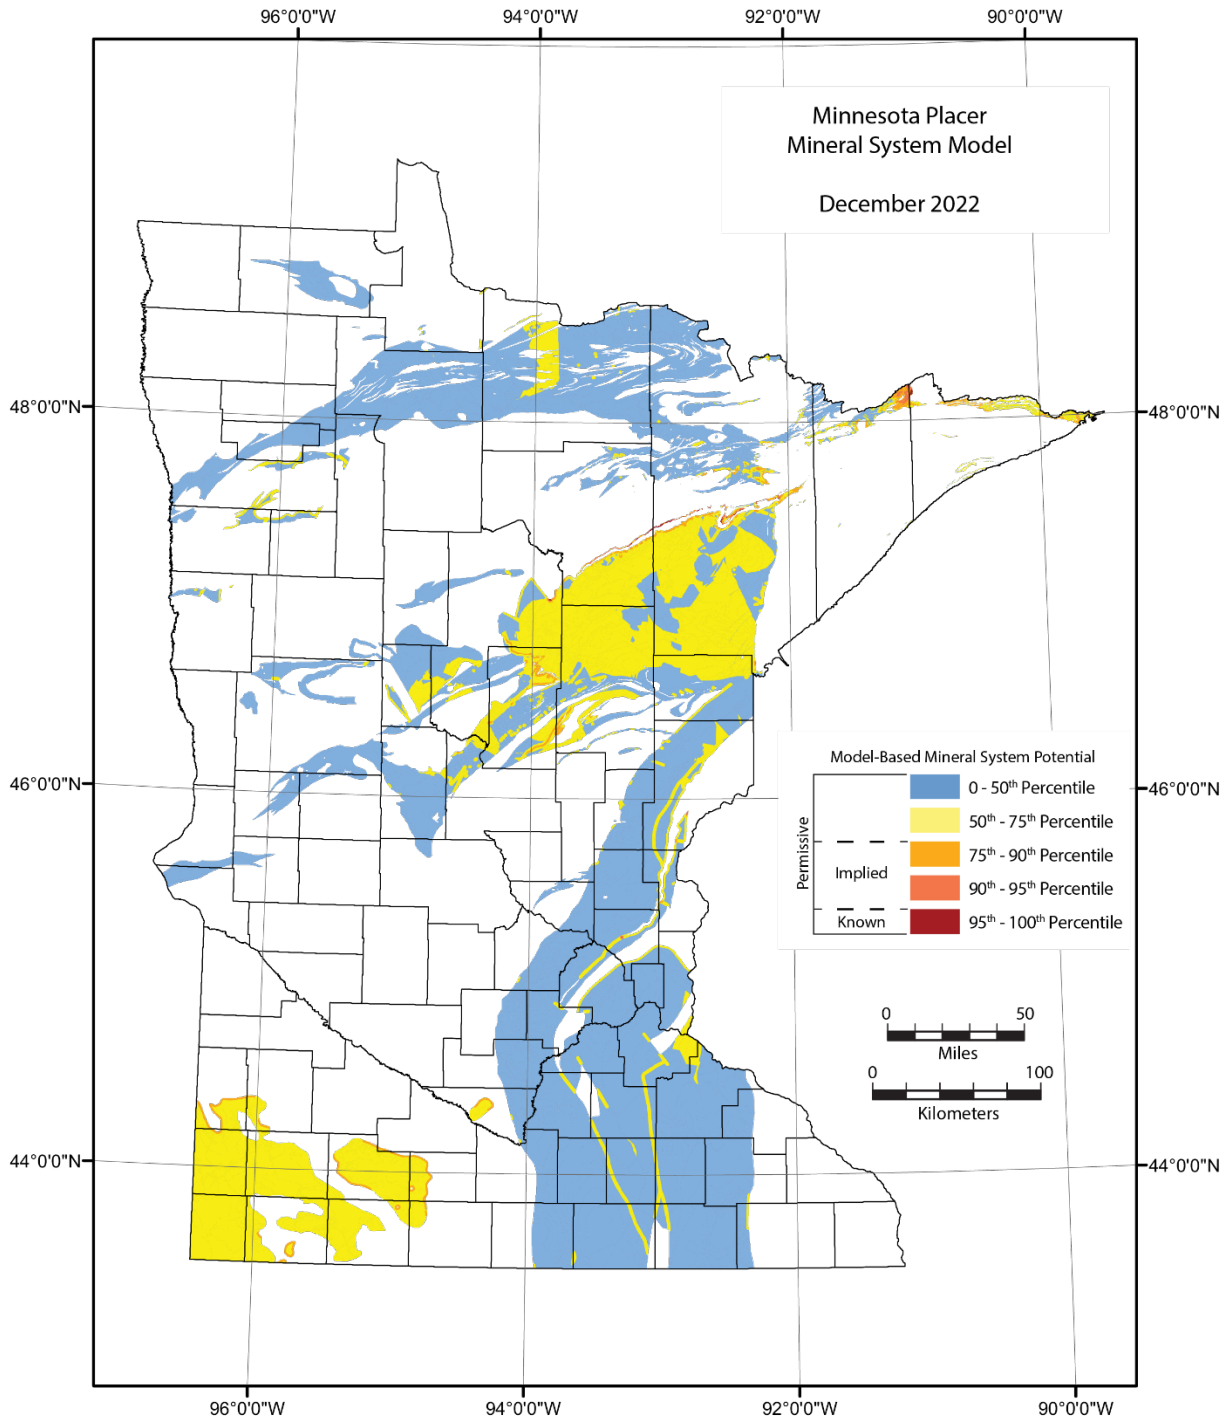 96°0'0"W 94°0'0"W 92°0'0"W 90°0'0"W
Minnesota Placer
Mineral System Model
December 2022
48°0'0"N 48°0'0"N
46°0'0"N 46°0'0"N
44°0'0"N 44°0'0"N
Model-Based Mineral System Potential
Permissive
Implied
Known
0 - 50th Percentile
50th - 75th Percentile
75th - 90th Percentile
90th - 95th Percentile
95th - 100th Percentile
0 50
Miles
0 100
Kilometers
96°0'0"W 94°0'0"W 92°0'0"W 90°0'0"W